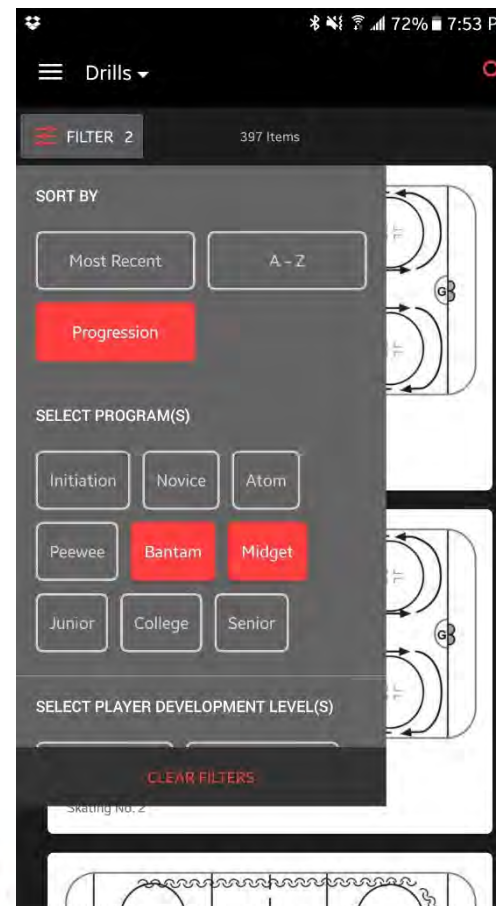 72% 7:53 P
Drills
FILTER 2
397 Items
SORT BY
Most Recent
A - Z
Progression
SELECT PROGRAM(S)
Initiation
Novice
Atom
Peewee
Bantam
Midget
Junior
College
Senior
SELECT PLAYER DEVELOPMENT LEVEL(S)
CLEAR FILTERS
Skating No. 2
G
G